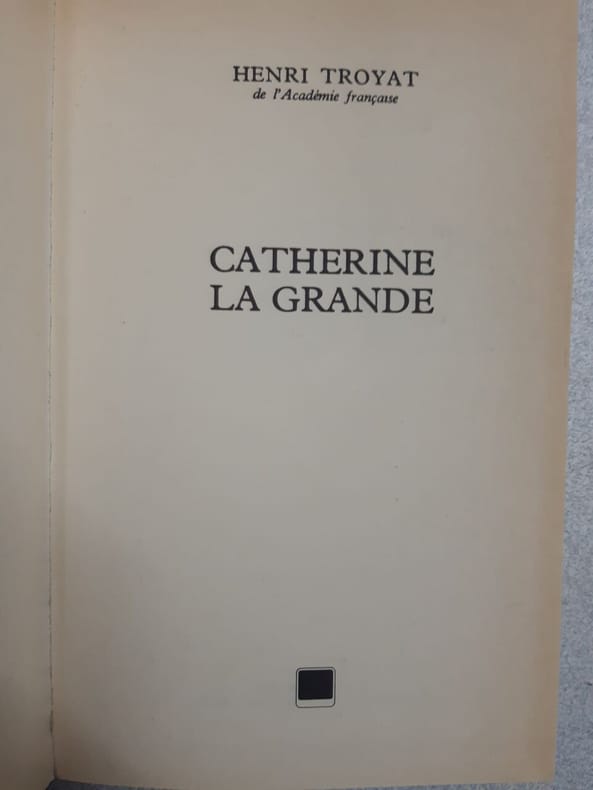 HENRI TROYAT
de l'Académie française
CATHERINE
LA GRANDE